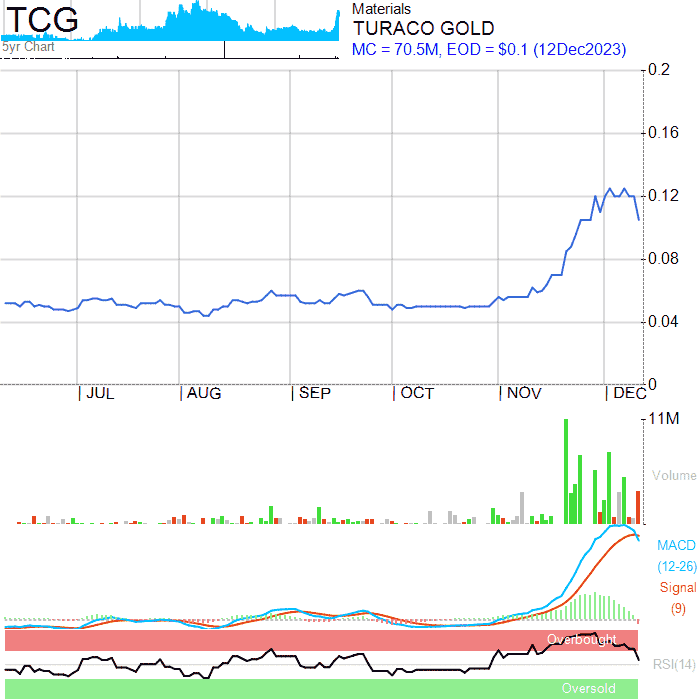 TCG
5yr Chart
Materials
TURACO GOLD
MC = 70.5M, EOD = $0.1 (12Dec2023)
0.2
0.16
0.12
0.08
0.04
0
JUL AUG SEP OCT NOV DEC
11M
Volume
MACD
(12-26)
Signal
(9)
Overbought
RSI(14)
Oversold